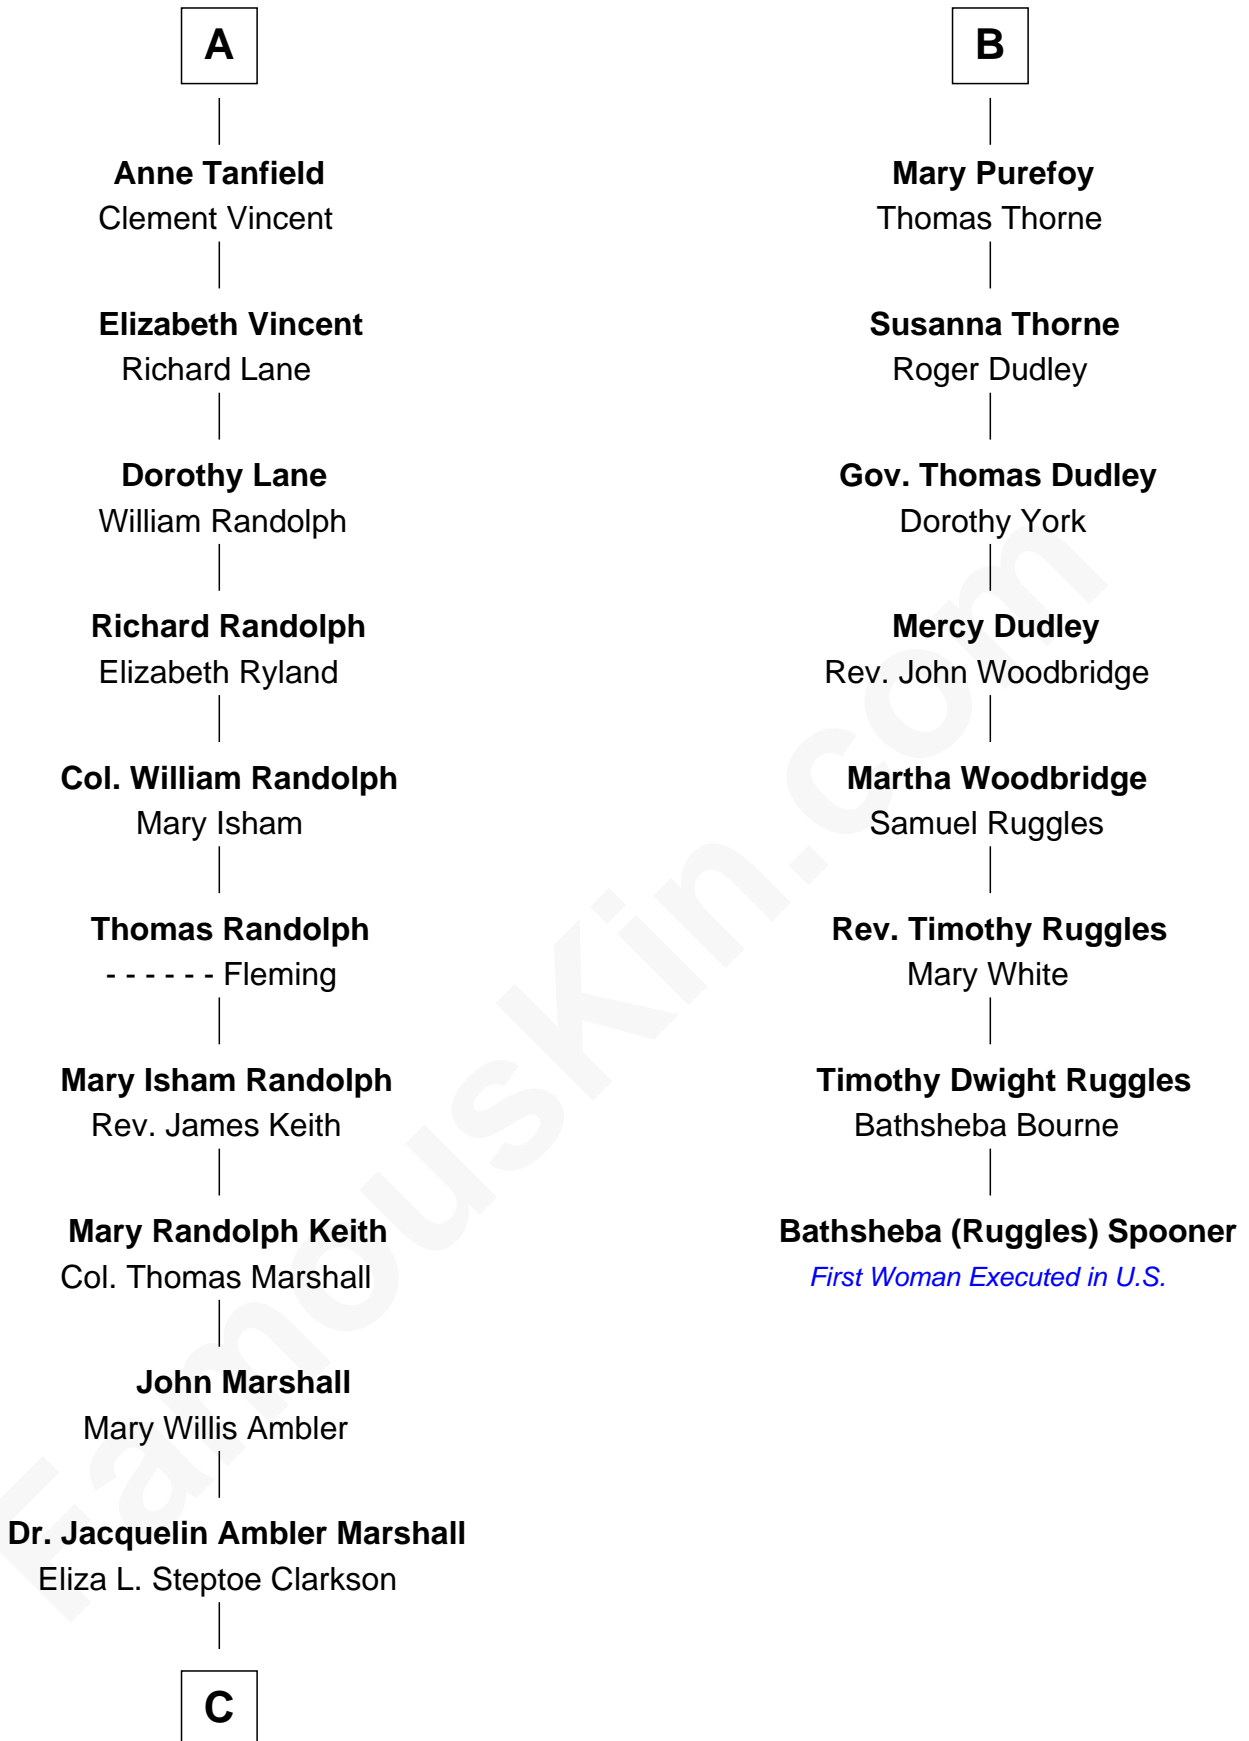 A
Anne Tanfield
Clement Vincent
Elizabeth Vincent
Richard Lane
Dorothy Lane
William Randolph
Richard Randolph
Elizabeth Ryland
Col. William Randolph
Mary Isham
Thomas Randolph
- - - - - - Fleming
Mary Isham Randolph
Rev. James Keith
Mary Randolph Keith
Col. Thomas Marshall
John Marshall
Mary Willis Ambler
Dr. Jacquelin Ambler Marshall
Eliza L. Steptoe Clarkson
C
B
Mary Purefoy
Thomas Thorne
Susanna Thorne
Roger Dudley
Gov. Thomas Dudley
Dorothy York
Mercy Dudley
Rev. John Woodbridge
Martha Woodbridge
Samuel Ruggles
Rev. Timothy Ruggles
Mary White
Timothy Dwight Ruggles
Bathsheba Bourne
Bathsheba (Ruggles) Spooner
First Woman Executed in U.S.
FamousKin.com